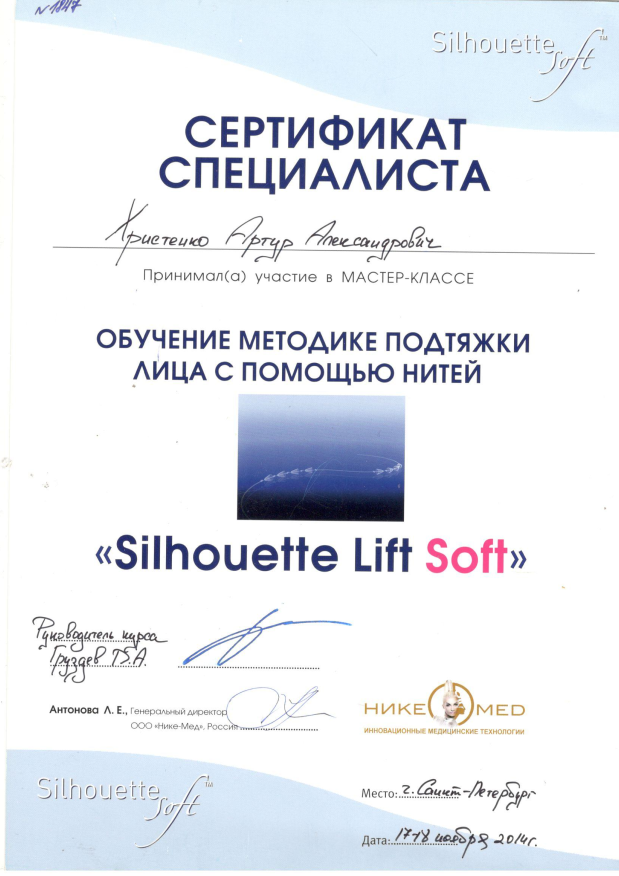 №1847
Silhouette soft™
СЕРТИФИКАТ
СПЕЦИАЛИСТА
Христенко Артур Александрович
Принимал(а) участие в МАСТЕР-КЛАССЕ
ОБУЧЕНИЕ МЕТОДИКЕ ПОДТЯЖКИ
ЛИЦА С ПОМОЩЬЮ НИТЕЙ
«Silhouette Lift Soft»
Руководитель курса
Груздев Т.А.
Антонова Л. Е., Генеральный директор
ООО «Нике-Мед», Россия
НИКЕ MED
ИННОВАЦИОННЫЕ МЕДИЦИНСКИЕ ТЕХНОЛОГИИ
Silhouette soft™
Место: г. Санкт-Петербург
Дата: 17-18 ноября 2014г.